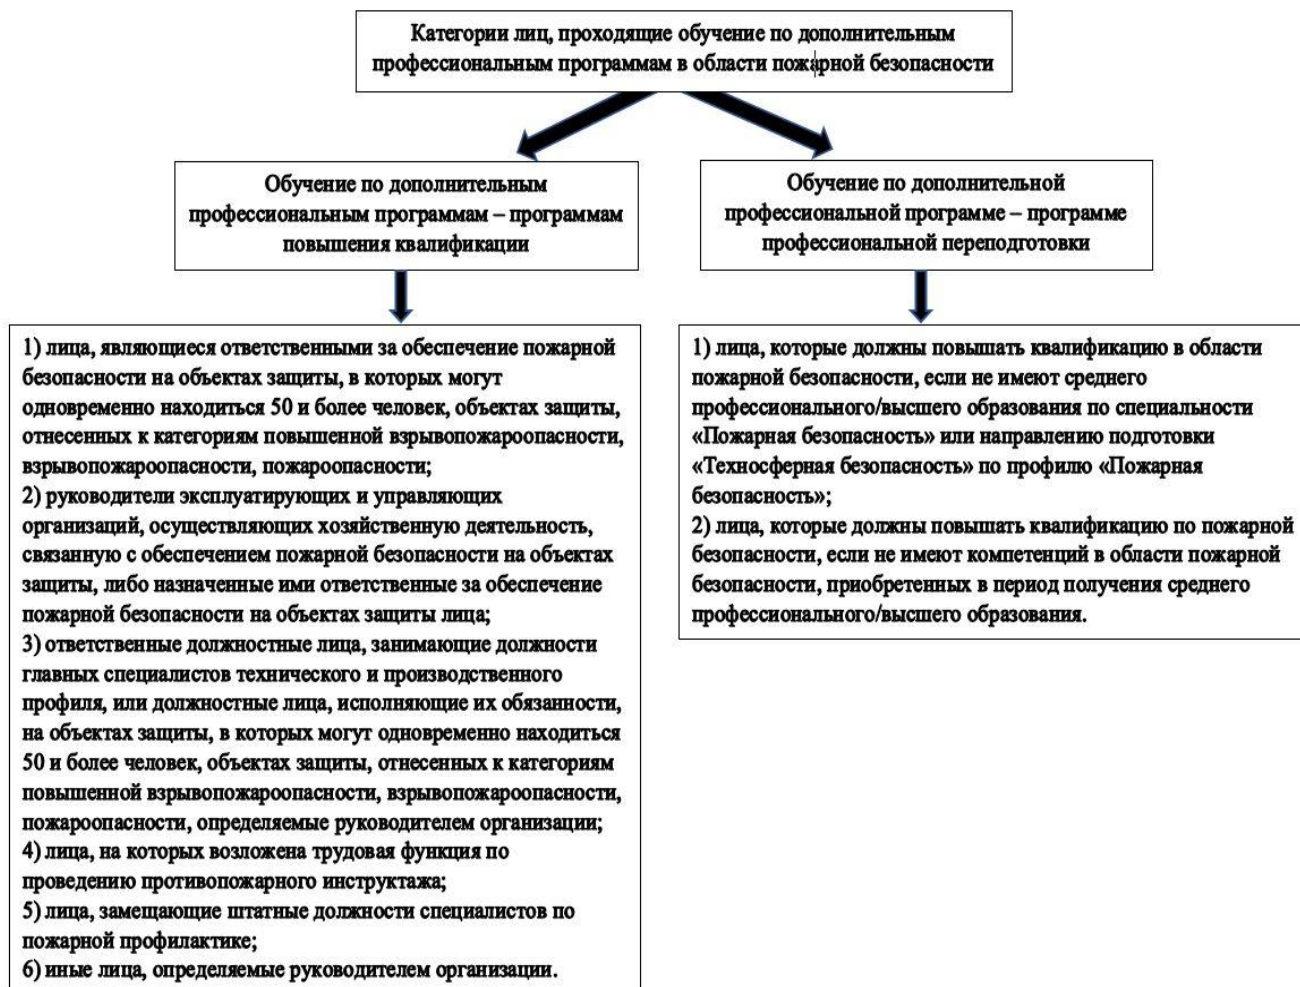 Категории лиц, проходящие обучение по дополнительным
профессиональным программам в области пожарной безопасности
Обучение по дополнительным
профессиональным программам – программам
повышения квалификации
Обучение по дополнительной
профессиональной программе – программе
профессиональной переподготовки
1) лица, являющиеся ответственными за обеспечение пожарной
безопасности на объектах защиты, в которых могут
одновременно находиться 50 и более человек, объектах защиты,
отнесенных к категориям повышенной взрывопожароопасности,
взрывопожароопасности, пожароопасности;
2) руководители эксплуатирующих и управляющих
организаций, осуществляющих хозяйственную деятельность,
связанную с обеспечением пожарной безопасности на объектах
защиты, либо назначенные ими ответственные за обеспечение
пожарной безопасности на объектах защиты лица;
3) ответственные должностные лица, занимающие должности
главных специалистов технического и производственного
профиля, или должностные лица, исполняющие их обязанности,
на объектах защиты, в которых могут одновременно находиться
50 и более человек, объектах защиты, отнесенных к категориям
повышенной взрывопожароопасности, взрывопожароопасности,
пожароопасности, определяемые руководителем организации;
4) лица, на которых возложена трудовая функция по
проведению противопожарного инструктажа;
5) лица, замещающие штатные должности специалистов по
пожарной профилактике;
6) иные лица, определяемые руководителем организации.
1) лица, которые должны повышать квалификацию в области
пожарной безопасности, если не имеют среднего
профессионального/высшего образования по специальности
«Пожарная безопасность» или направлению подготовки
«Техносферная безопасность» по профилю «Пожарная
безопасность»;
2) лица, которые должны повышать квалификацию по пожарной
безопасности, если не имеют компетенций в области пожарной
безопасности, приобретенных в период получения среднего
профессионального/высшего образования.